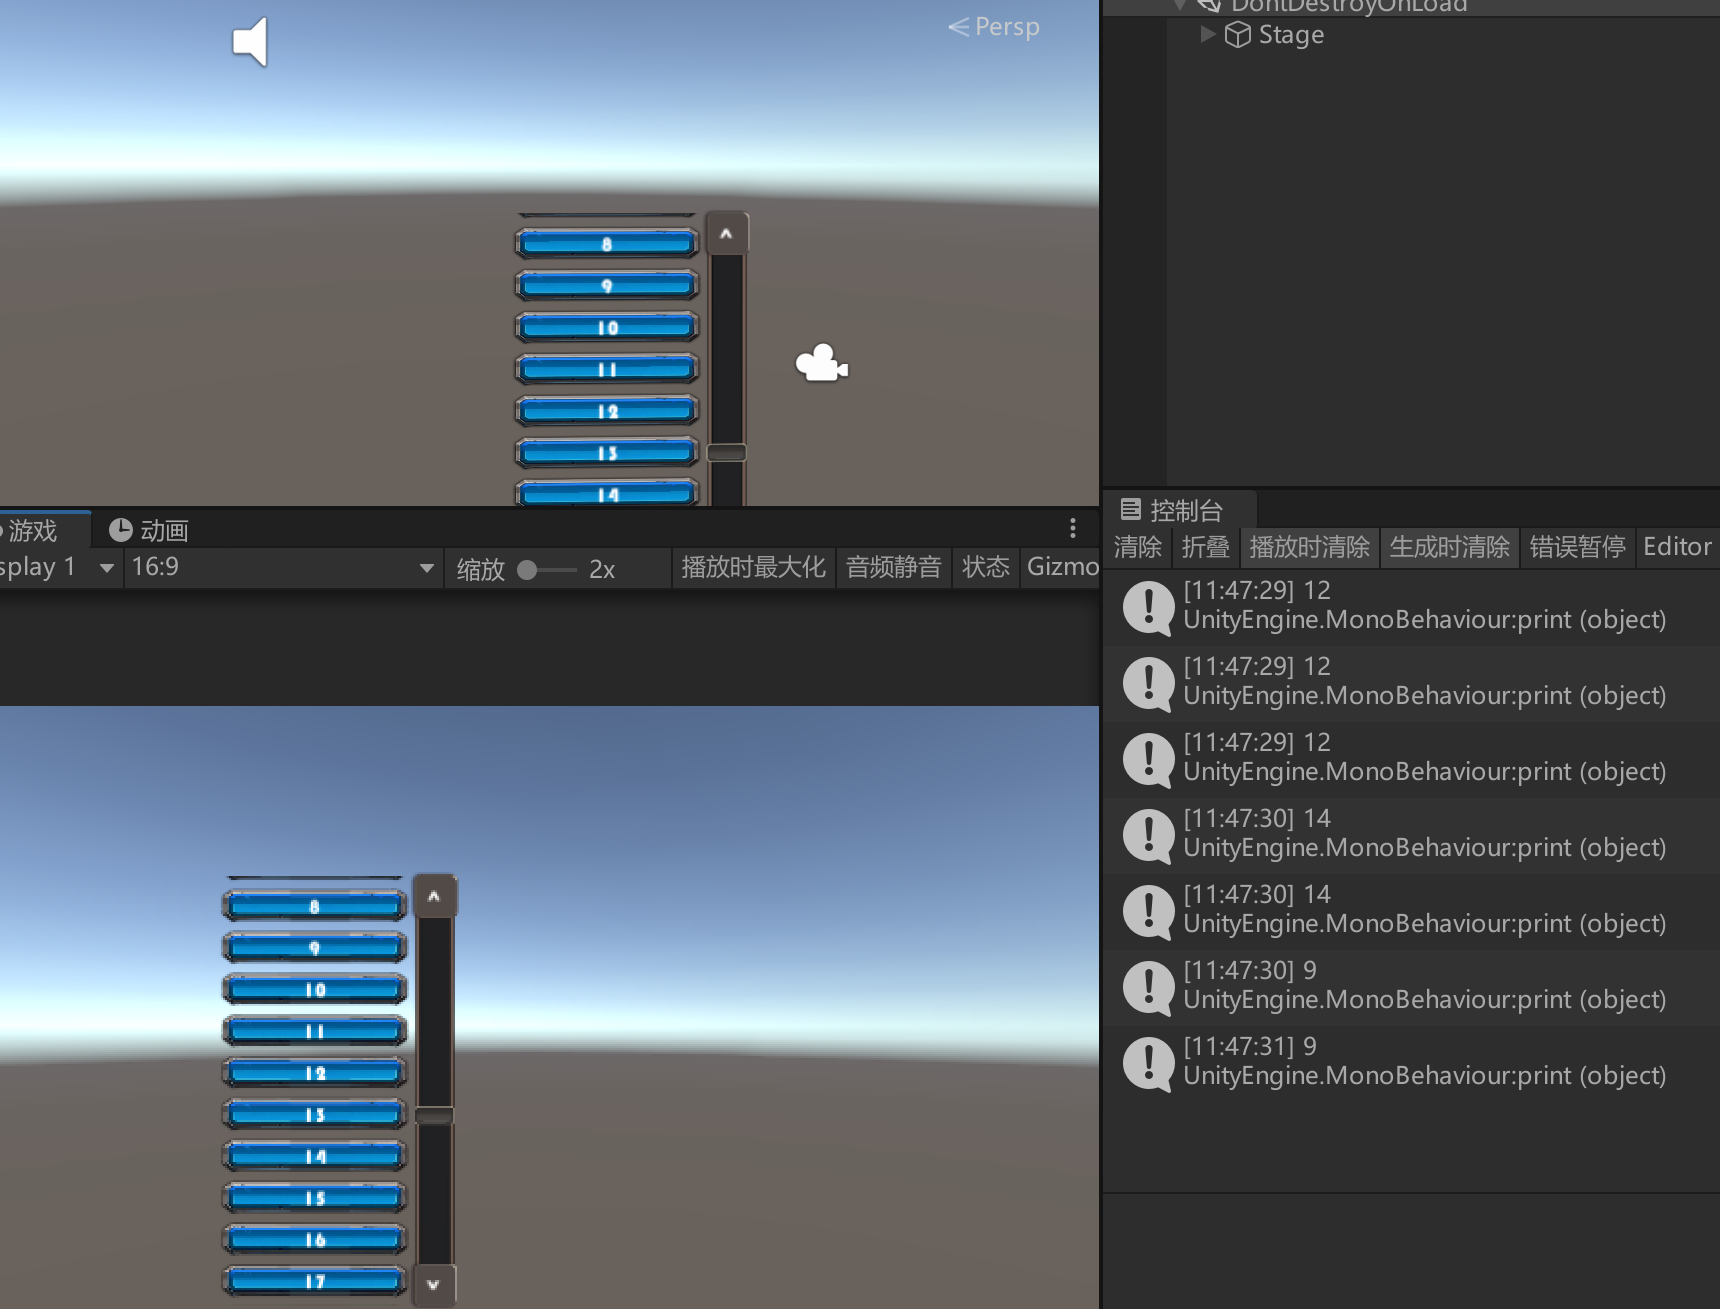 Persp
DontDestroyOnLoad
Stage
8
9
10
11
12
13
14
游戏
动画
splay 1
16:9
缩放
2x
播放时最大化
音频静音
状态
Gizmo
8
9
10
11
12
13
14
15
16
17
控制台
清除
折叠
播放时清除
生成时清除
错误暂停
Editor
[11:47:29] 12
UnityEngine.MonoBehaviour:print (object)
[11:47:29] 12
UnityEngine.MonoBehaviour:print (object)
[11:47:29] 12
UnityEngine.MonoBehaviour:print (object)
[11:47:30] 14
UnityEngine.MonoBehaviour:print (object)
[11:47:30] 14
UnityEngine.MonoBehaviour:print (object)
[11:47:30] 9
UnityEngine.MonoBehaviour:print (object)
[11:47:31] 9
UnityEngine.MonoBehaviour:print (object)